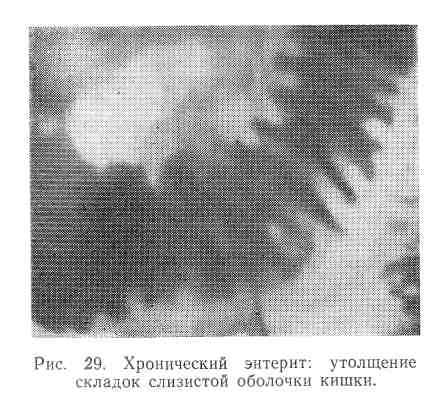 Рис. 29. Хронический энтерит: утолщение
складок слизистой оболочки кишки.